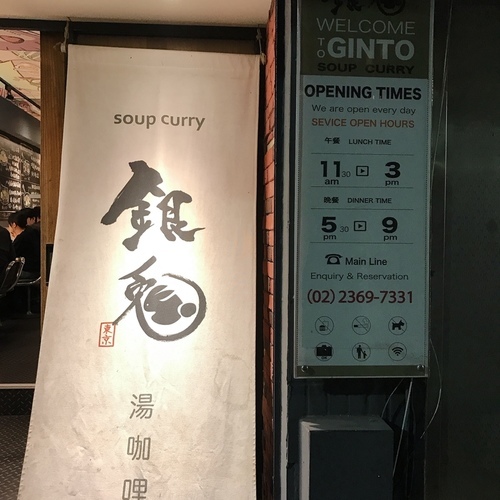 soup curry
銀
兎
東京
湯
咖
哩
WELCOME
TO GINTO
SOUP CURRY
OPENING TIMES
We are open every day
SEVICE OPEN HOURS
午餐 LUNCH TIME
11 30 3
am pm
晚餐 DINNER TIME
5 30 9
pm pm
Main Line
Enquiry & Reservation
(02) 2369-7331